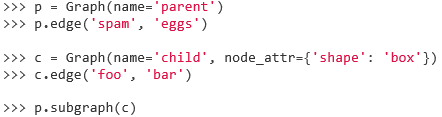 >>> p = Graph(name='parent')
>>> p.edge('spam', 'eggs')
>>> c = Graph(name='child', node_attr={'shape': 'box'})
>>> c.edge('foo', 'bar')
>>> p.subgraph(c)